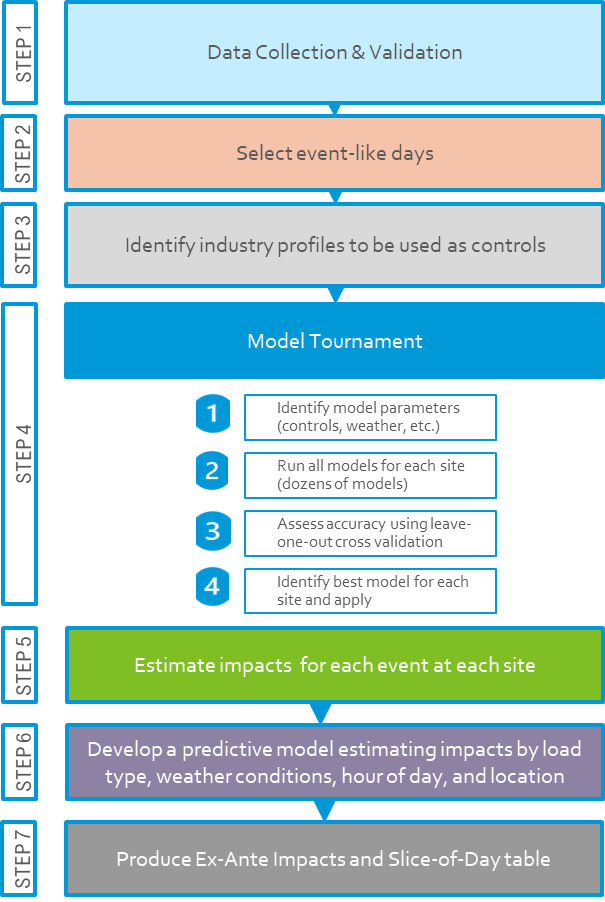 STEP 1
Data Collection & Validation
STEP 2
Select event-like days
STEP 3
Identify industry profiles to be used as controls
STEP 4
Model Tournament
1
Identify model parameters
(controls, weather, etc.)
2
Run all models for each site
(dozens of models)
3
Assess accuracy using leave-
one-out cross validation
4
Identify best model for each
site and apply
STEP 5
Estimate impacts for each event at each site
STEP 6
Develop a predictive model estimating impacts by load
type, weather conditions, hour of day, and location
STEP 7
Produce Ex-Ante Impacts and Slice-of-Day table